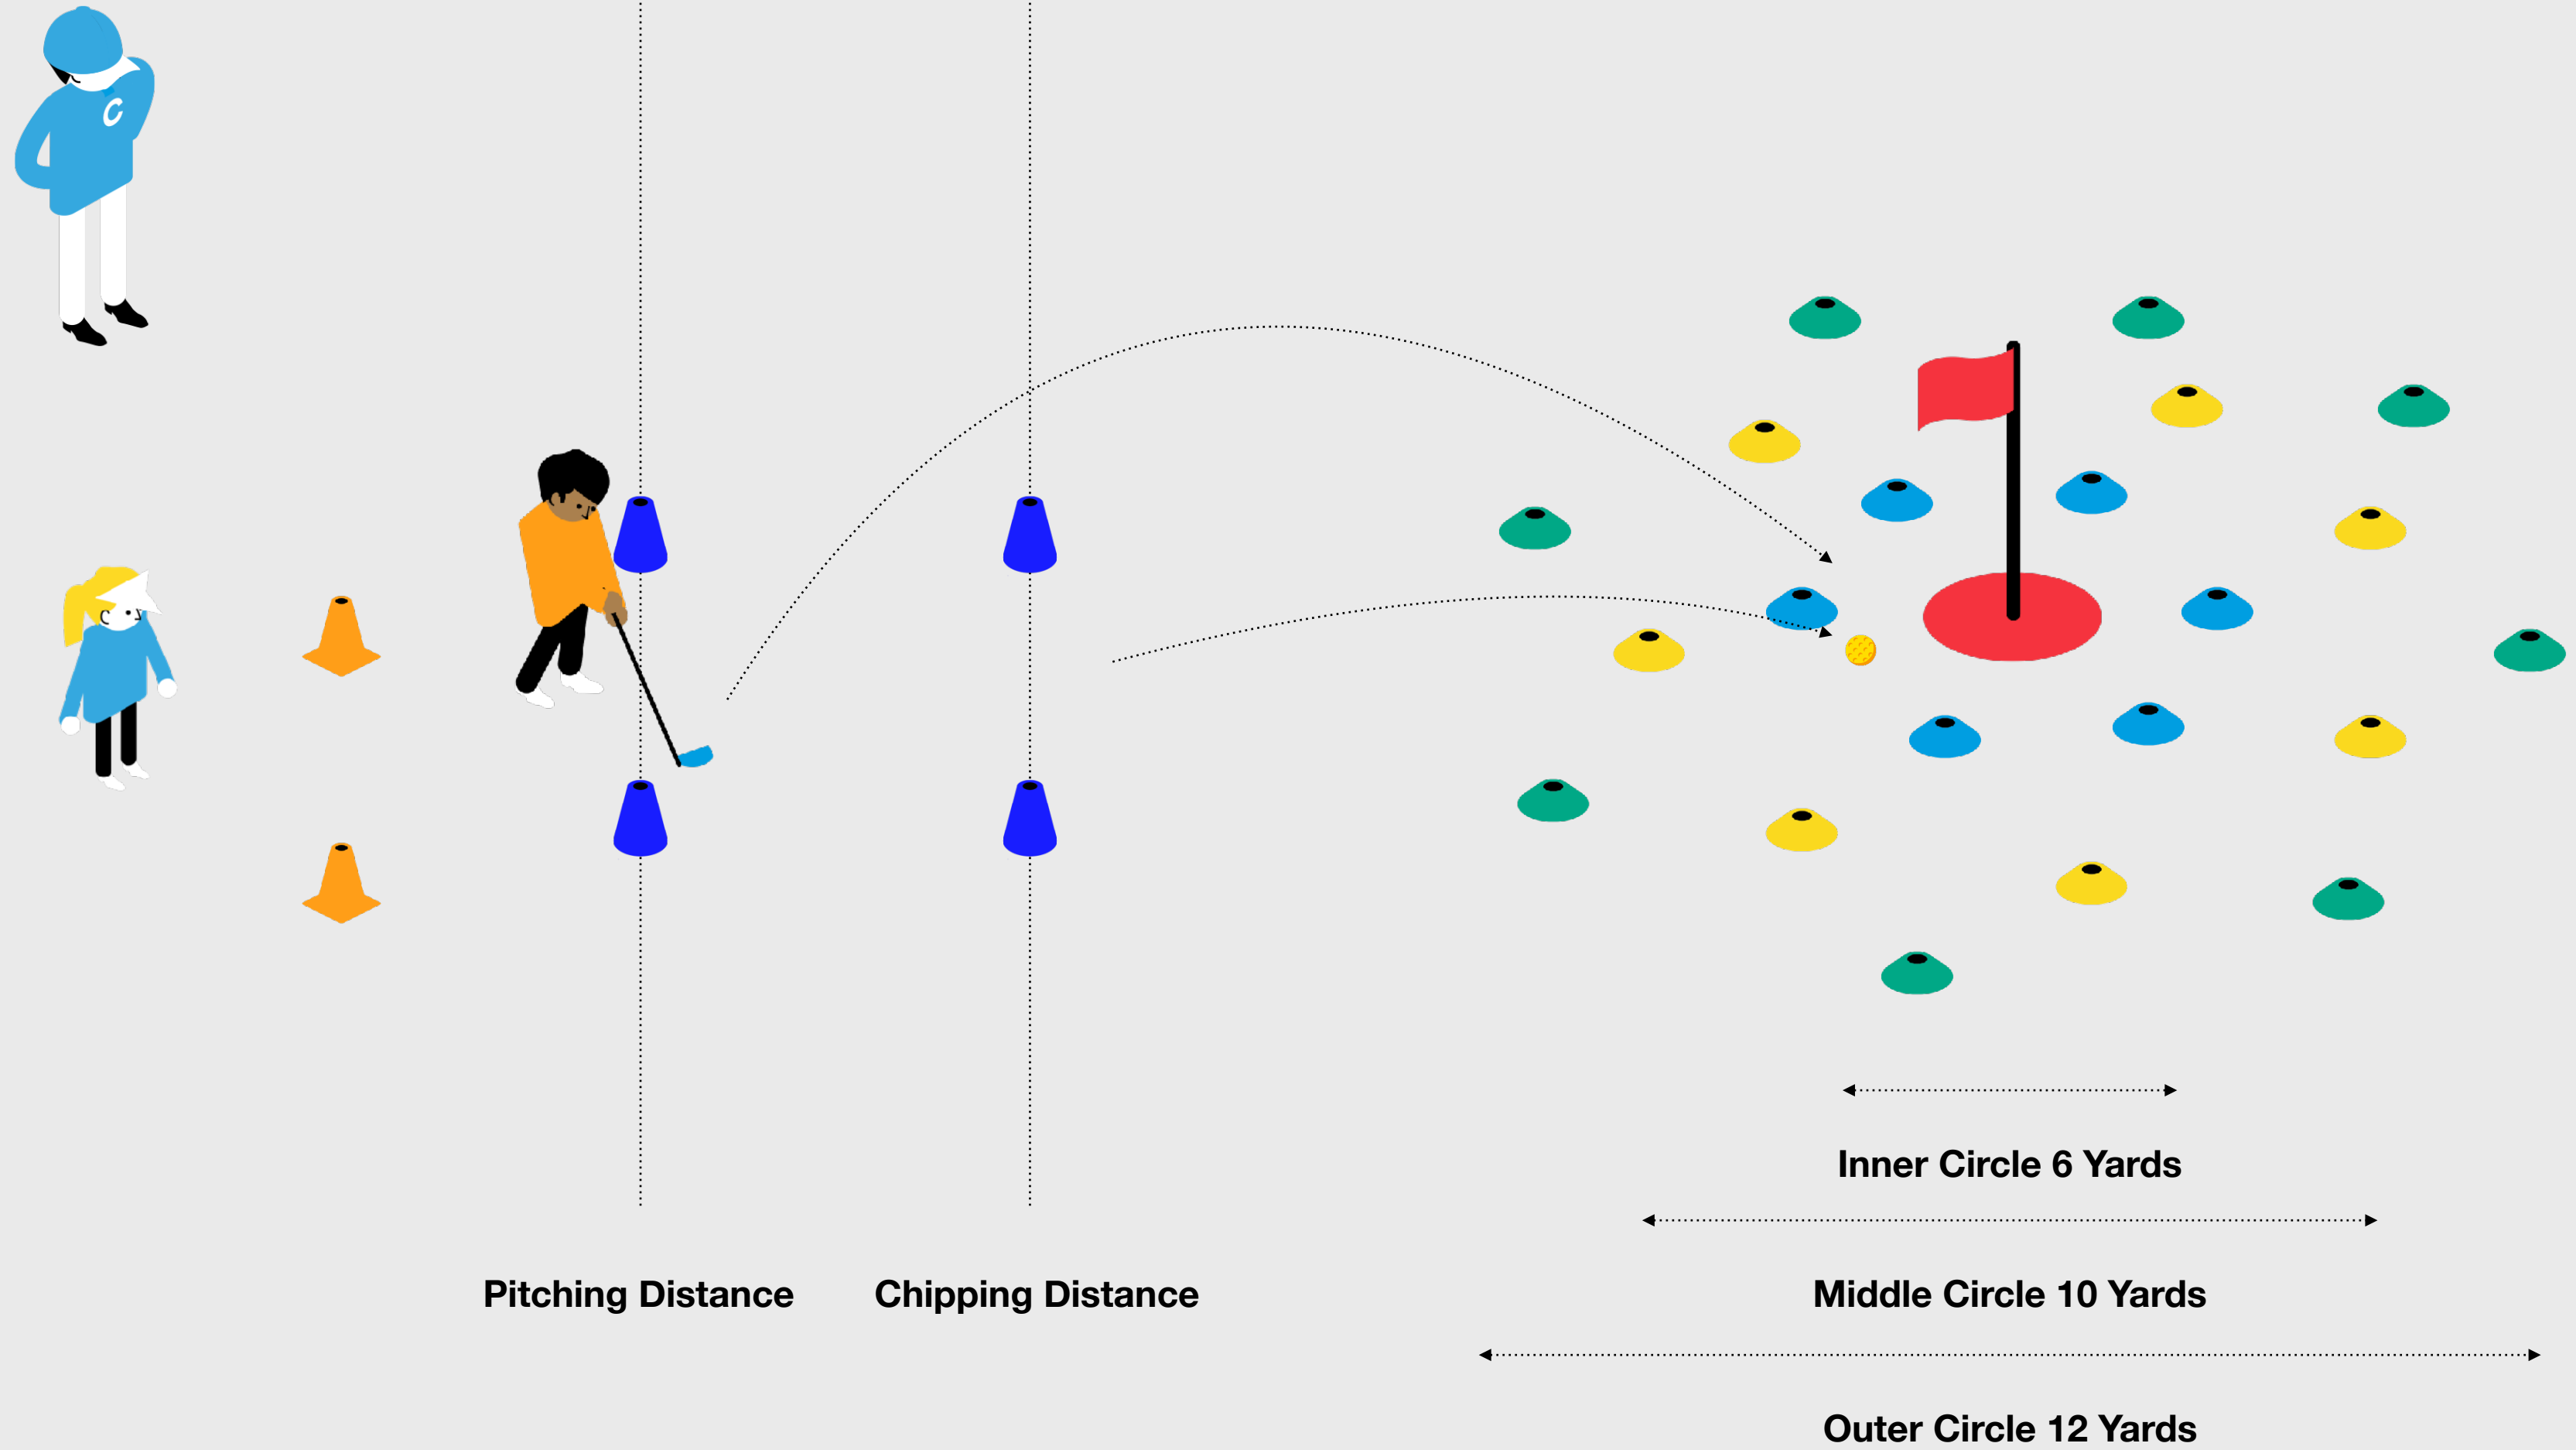 C
Pitching Distance
Chipping Distance
Inner Circle 6 Yards
Middle Circle 10 Yards
Outer Circle 12 Yards